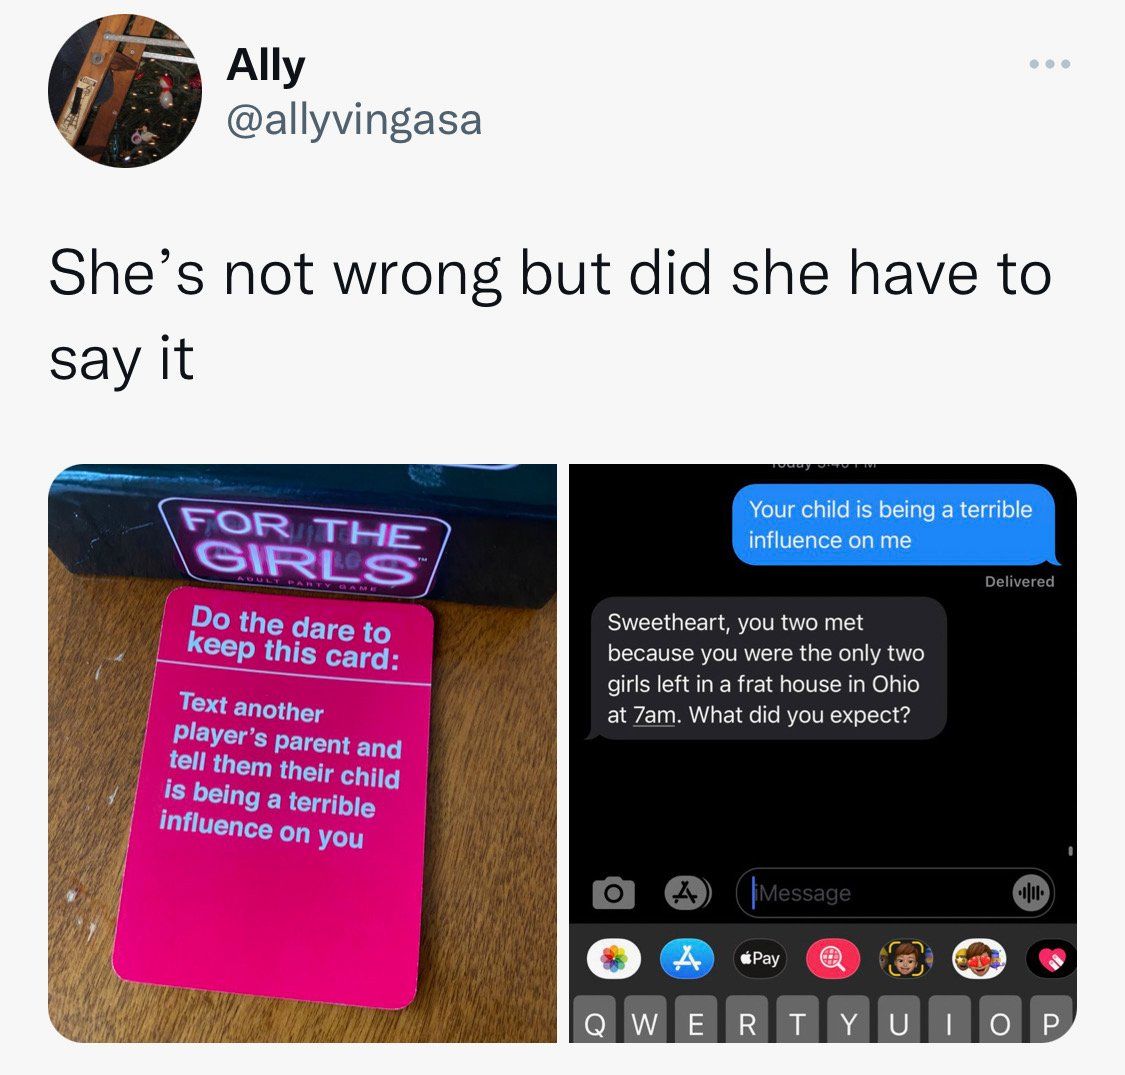 Ally
@allyvingasa
She's not wrong but did she have to
say it
FOR THE
GIRLS™
ADULT PARTY GAME
Do the dare to
keep this card:
Text another
player's parent and
tell them their child
is being a terrible
influence on you
Your child is being a terrible
influence on me
Delivered
Sweetheart, you two met
because you were the only two
girls left in a frat house in Ohio
at 7am. What did you expect?
iMessage
Pay
Q W E R T Y U I O P